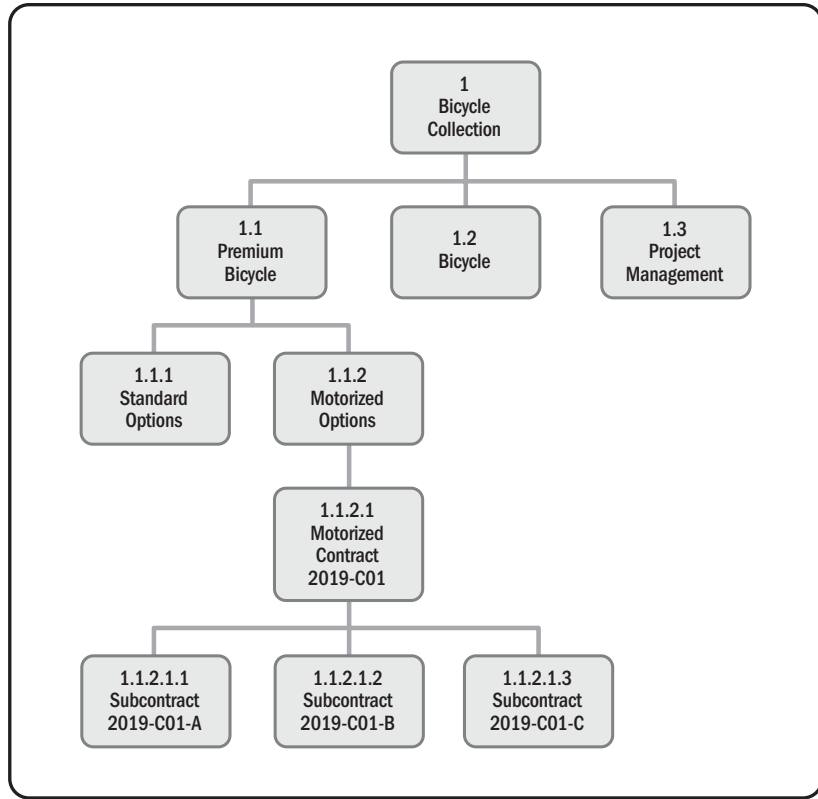 1
Bicycle
Collection
1.1
Premium
Bicycle
1.2
Bicycle
1.3
Project
Management
1.1.1
Standard
Options
1.1.2
Motorized
Options
1.1.2.1
Motorized
Contract
2019-C01
1.1.2.1.1
Subcontract
2019-C01-A
1.1.2.1.2
Subcontract
2019-C01-B
1.1.2.1.3
Subcontract
2019-C01-C